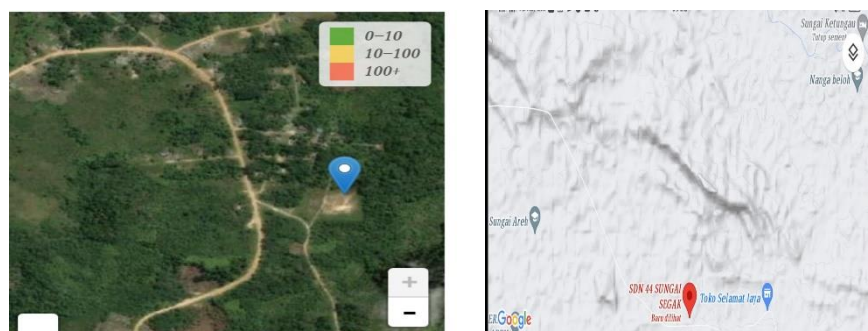 0–10
10–100
100+
+
−
Sungai Ketungau
Nanga beloh
Sungai Areh
SDN 44 SUNGAI
SEGAK
Baru dilihat
Toko Selamat Jaya
Google